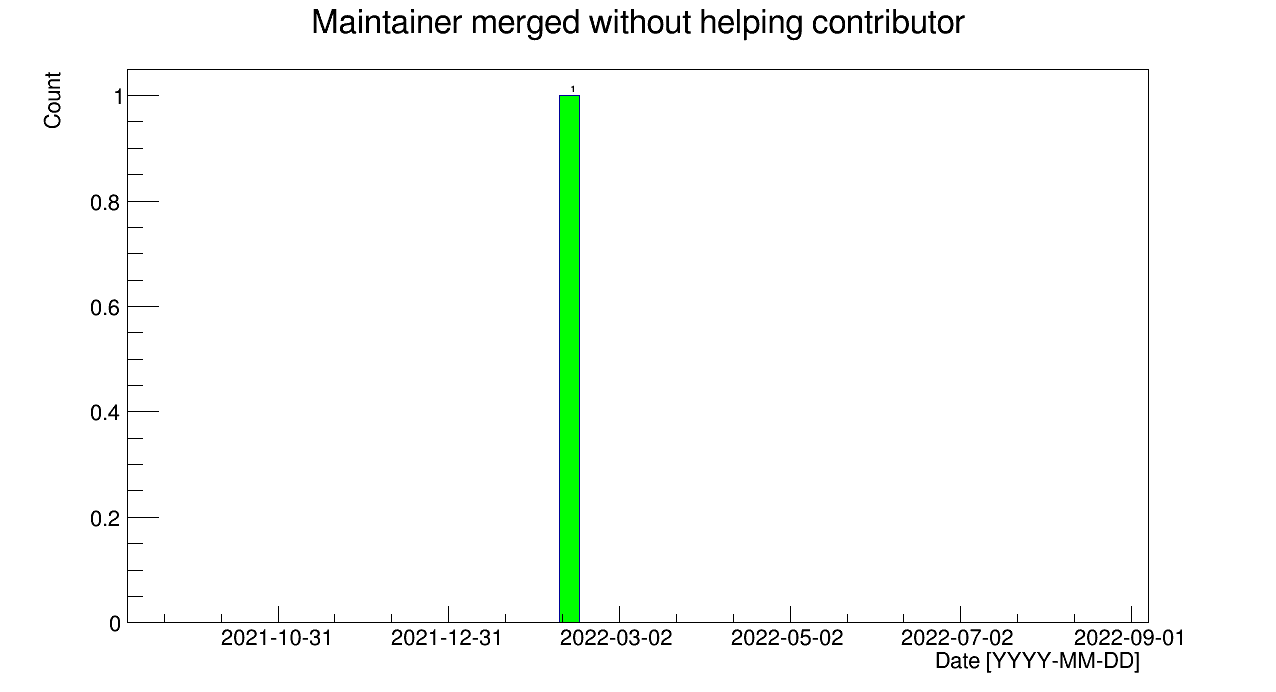 Maintainer merged without helping contributor
Count
1
1
0.8
0.6
0.4
0.2
0
2021-10-31 2021-12-31 2022-03-02 2022-05-02 2022-07-02 2022-09-01
Date [YYYY-MM-DD]